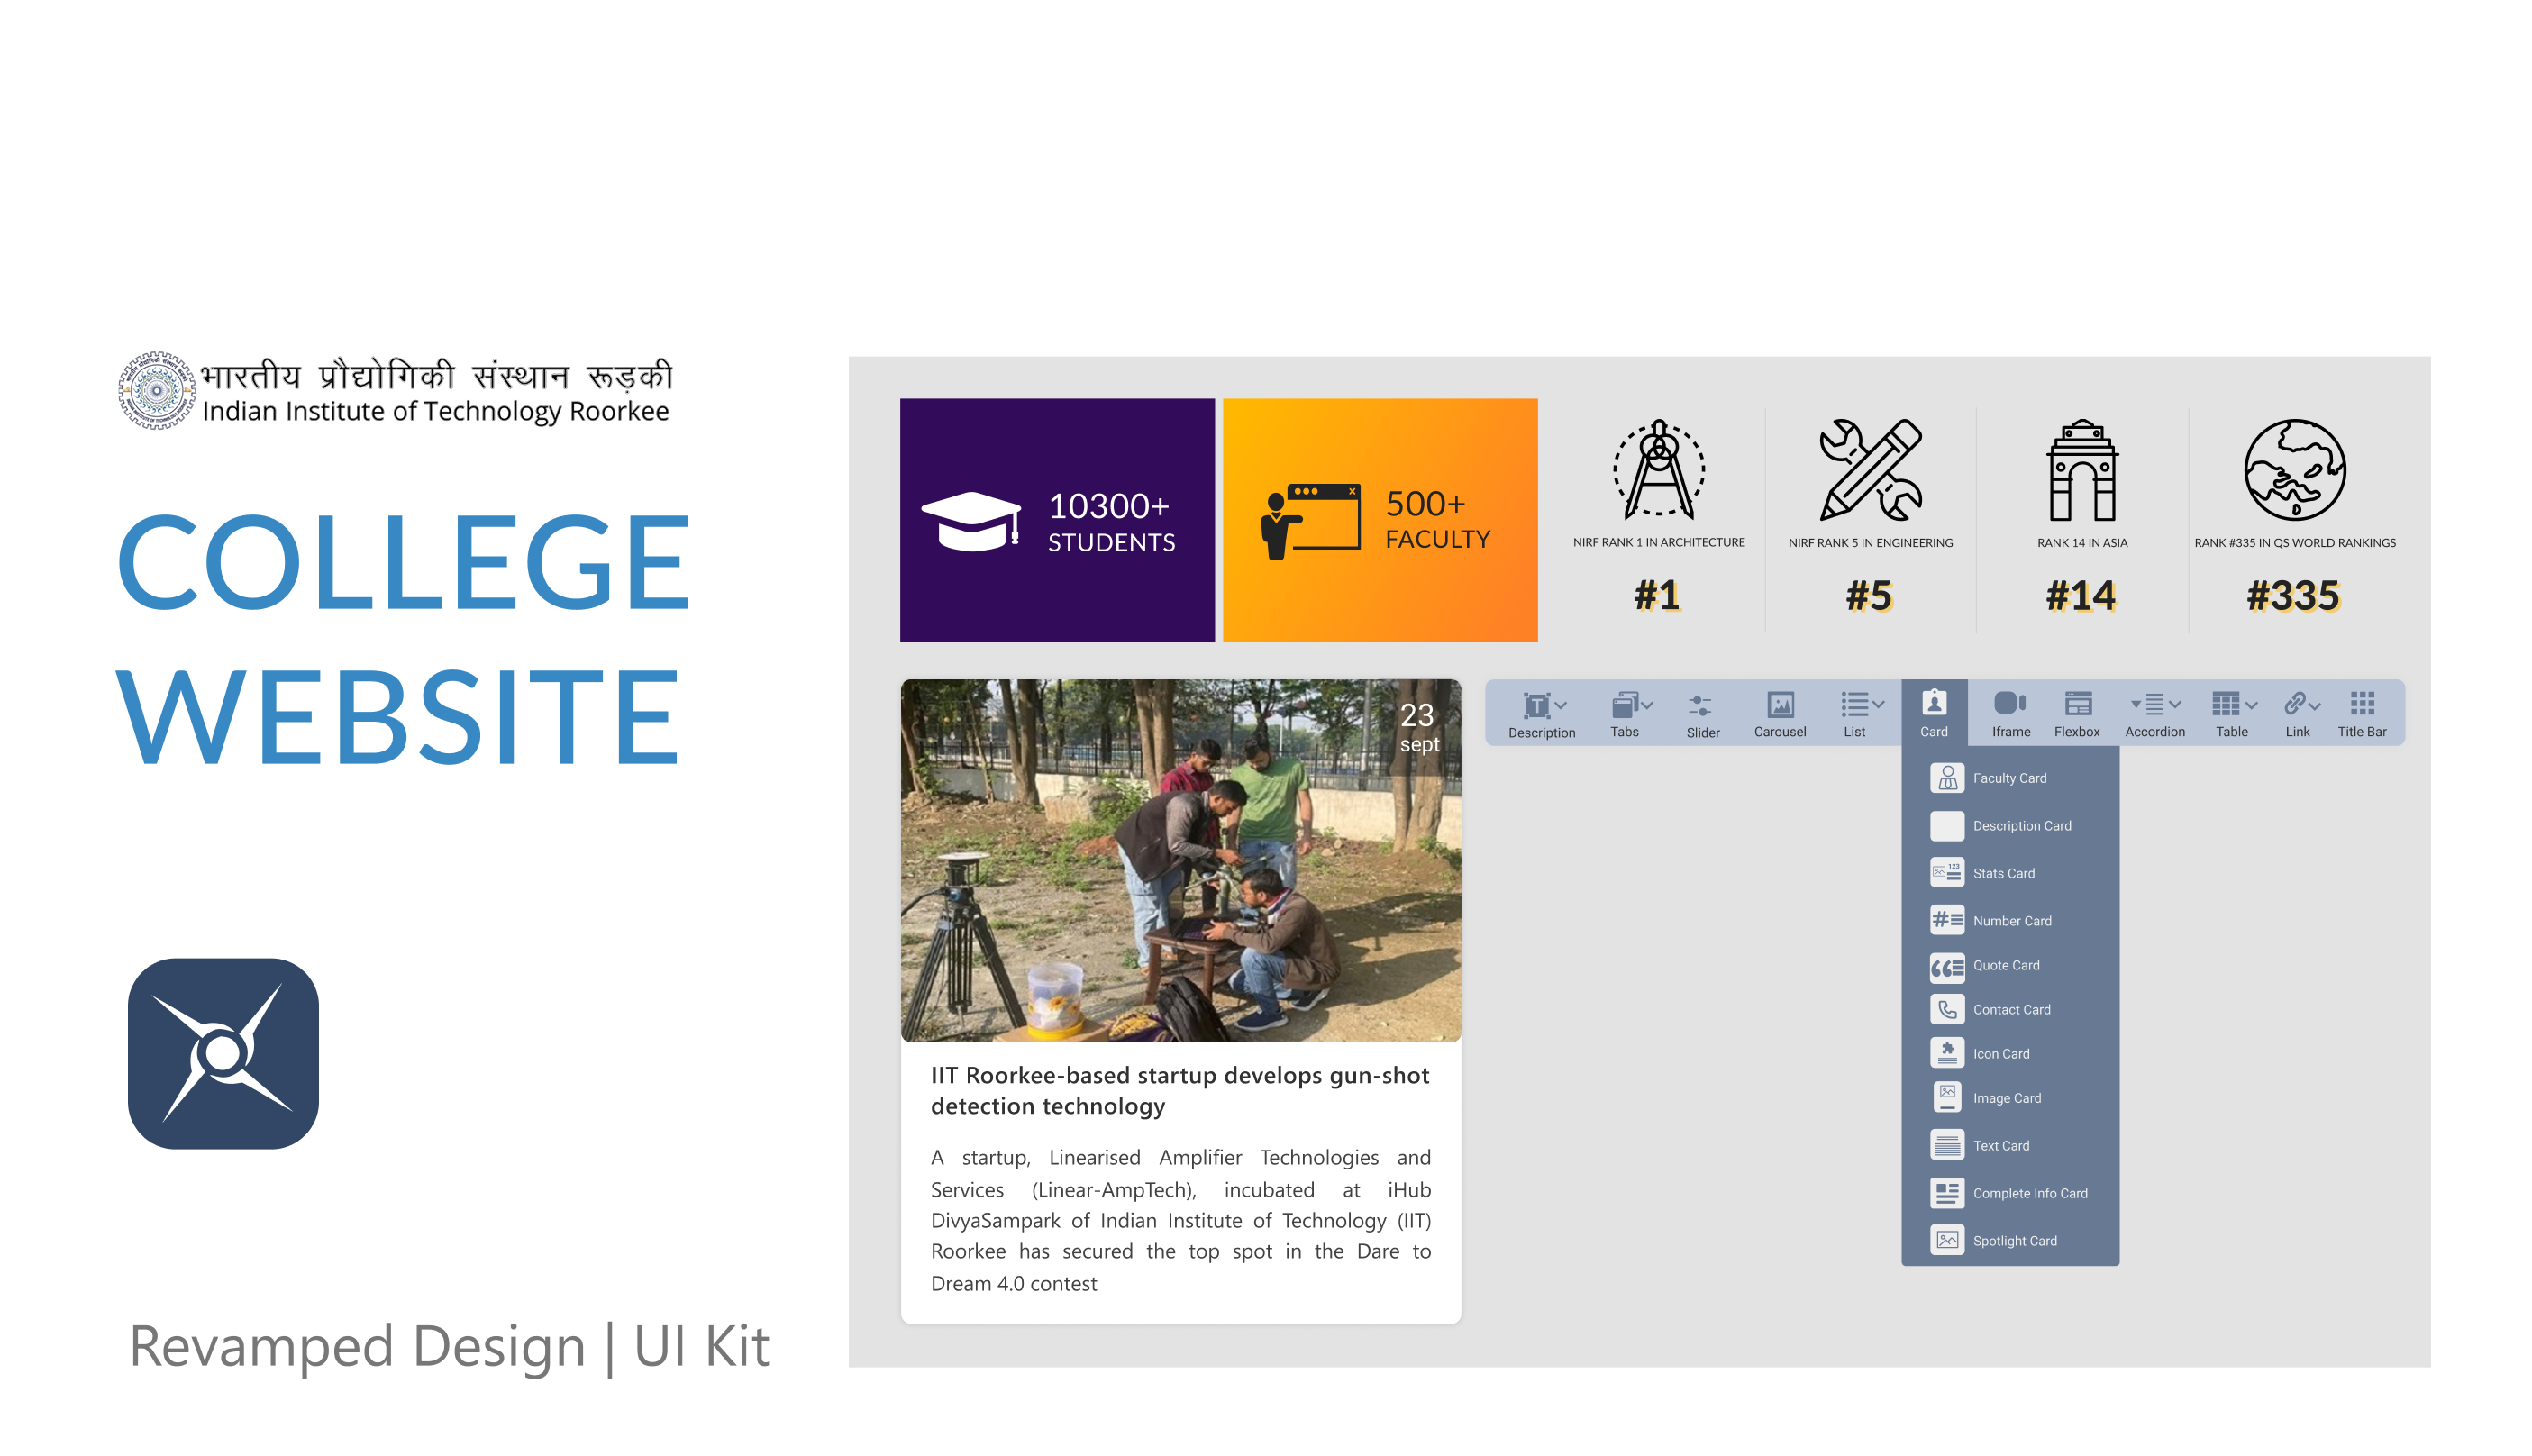 भारतीय प्रौद्योगिकी संस्थान रूड़की
Indian Institute of Technology Roorkee
COLLEGE
WEBSITE
Revamped Design | UI Kit
10300+
STUDENTS
500+
FACULTY
NIRF RANK 1 IN ARCHITECTURE
#1
NIRF RANK 5 IN ENGINEERING
#5
RANK 14 IN ASIA
#14
RANK #335 IN QS WORLD RANKINGS
#335
23
sept
IIT Roorkee-based startup develops gun-shot
detection technology
A startup, Linearised Amplifier Technologies and
Services (Linear-AmpTech), incubated at iHub
DivyaSampark of Indian Institute of Technology (IIT)
Roorkee has secured the top spot in the Dare to
Dream 4.0 contest
Description
Tabs
Slider
Carousel
List
Card
Iframe
Flexbox
Accordion
Table
Link
Title Bar
Faculty Card
Description Card
123
Stats Card
Number Card
Quote Card
Contact Card
Icon Card
Image Card
Text Card
Complete Info Card
Spotlight Card